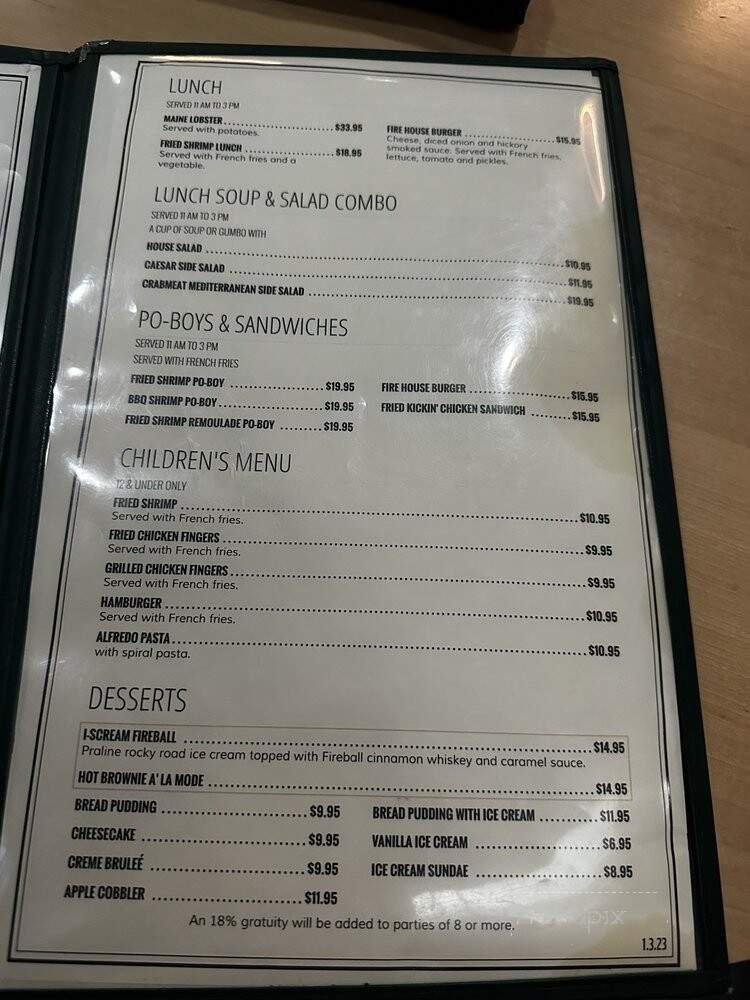 LUNCH
SERVED 11 AM TO 3 PM
MAINE LOBSTER ........ $33.95
Served with potatoes.
FRIED SHRIMP LUNCH ........ $18.95
Served with French fries and a
vegetable.
FIRE HOUSE BURGER ........ $15.95
Cheese, diced onion and hickory
smoked sauce. Served with French fries,
lettuce, tomato and pickles.
LUNCH SOUP & SALAD COMBO
SERVED 11 AM TO 3 PM
A CUP OF SOUP OR GUMBO WITH
HOUSE SALAD ........ $10.95
CAESAR SIDE SALAD ........ $11.95
CRABMEAT MEDITERRANEAN SIDE SALAD ........ $19.95
PO-BOYS & SANDWICHES
SERVED 11 AM TO 3 PM
SERVED WITH FRENCH FRIES
FRIED SHRIMP PO-BOY ........ $19.95
BBQ SHRIMP PO-BOY ........ $19.95
FRIED SHRIMP REMOULADE PO-BOY ........ $19.95
FIRE HOUSE BURGER ........ $15.95
FRIED KICKIN' CHICKEN SANDWICH ........ $15.95
CHILDREN'S MENU
12 & UNDER ONLY
FRIED SHRIMP ........ $10.95
Served with French fries.
FRIED CHICKEN FINGERS ........ $9.95
Served with French fries.
GRILLED CHICKEN FINGERS ........ $9.95
Served with French fries.
HAMBURGER ........ $10.95
Served with French fries.
ALFREDO PASTA ........ $10.95
with spiral pasta.
DESSERTS
I-SCREAM FIREBALL ........ $14.95
Praline rocky road ice cream topped with Fireball cinnamon whiskey and caramel sauce.
HOT BROWNIE A' LA MODE ........ $14.95
BREAD PUDDING ........ $9.95
CHEESECAKE ........ $9.95
CREME BRULEÉ ........ $9.95
APPLE COBBLER ........ $11.95
BREAD PUDDING WITH ICE CREAM ........ $11.95
VANILLA ICE CREAM ........ $6.95
ICE CREAM SUNDAE ........ $8.95
An 18% gratuity will be added to parties of 8 or more.
1.3.23